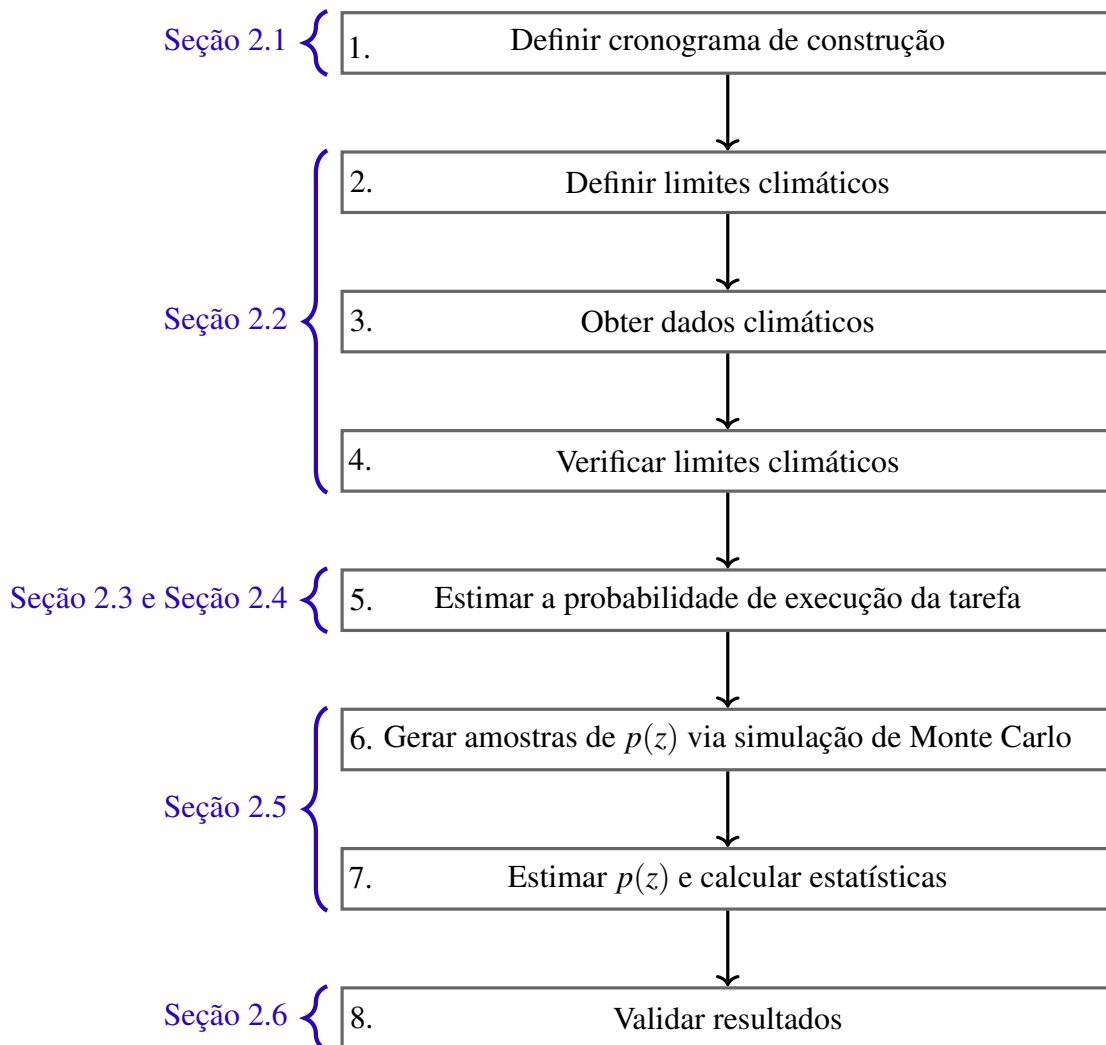 Seção 2.1
1. Definir cronograma de construção
2. Definir limites climáticos
Seção 2.2
3. Obter dados climáticos
4. Verificar limites climáticos
Seção 2.3 e Seção 2.4
5. Estimar a probabilidade de execução da tarefa
6. Gerar amostras de p(z) via simulação de Monte Carlo
Seção 2.5
7. Estimar p(z) e calcular estatísticas
Seção 2.6
8. Validar resultados